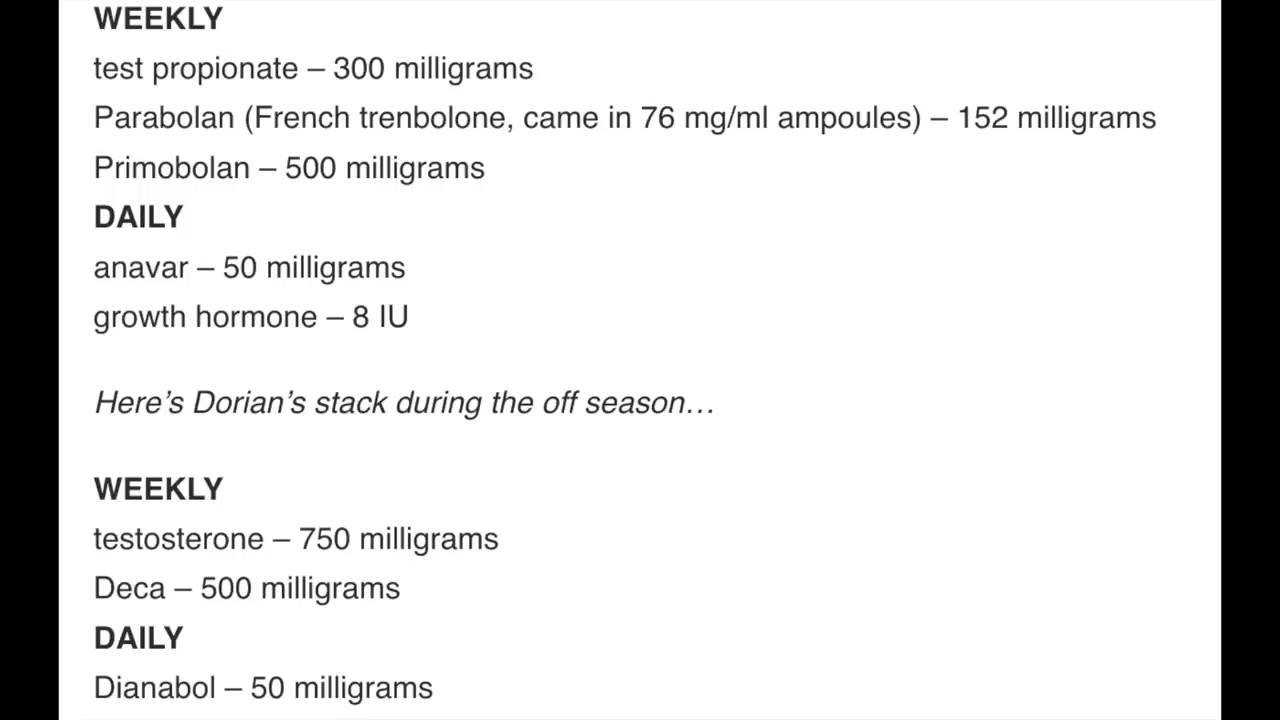 WEEKLY
test propionate – 300 milligrams
Parabolan (French trenbolone, came in 76 mg/ml ampoules) – 152 milligrams
Primobolan – 500 milligrams
DAILY
anavar – 50 milligrams
growth hormone – 8 IU
Here’s Dorian’s stack during the off season…
WEEKLY
testosterone – 750 milligrams
Deca – 500 milligrams
DAILY
Dianabol – 50 milligrams